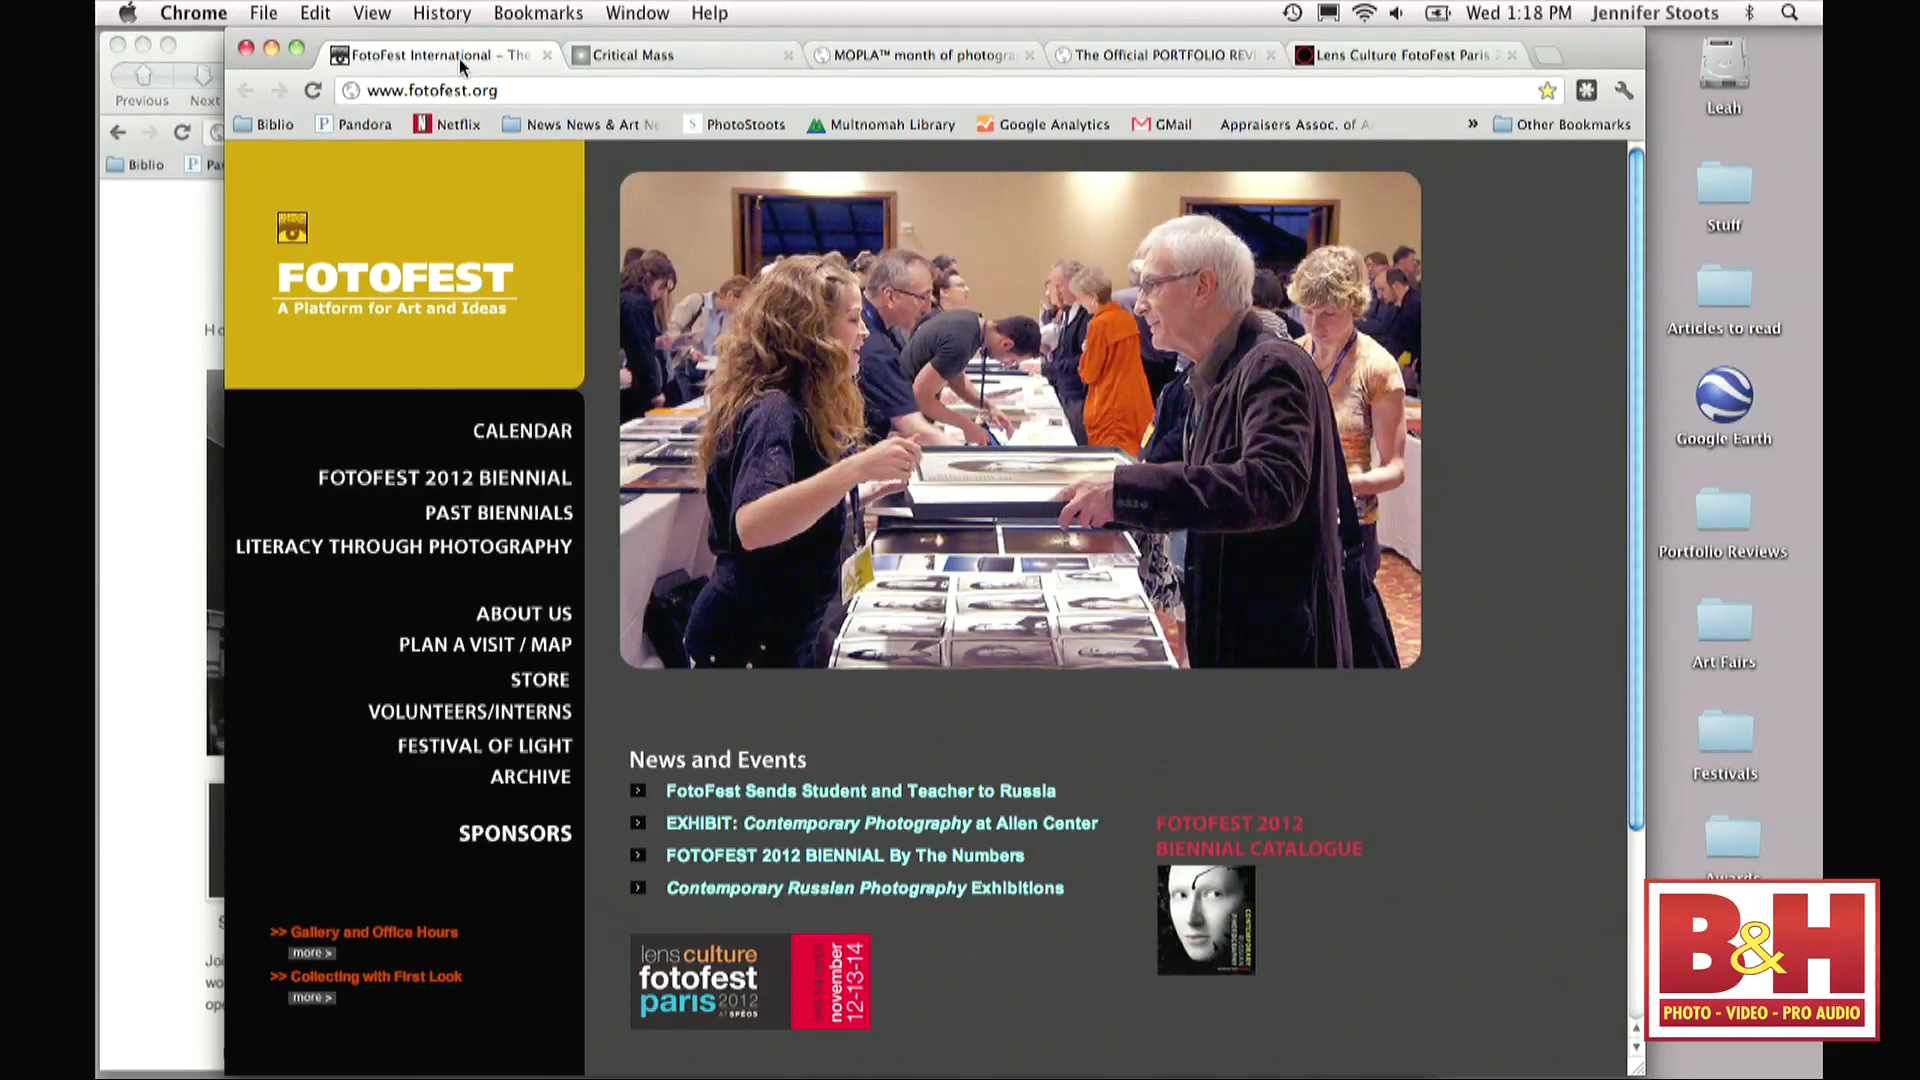 Chrome File Edit View History Bookmarks Window Help
Wed 1:18 PM Jennifer Stoots
FotoFest International – The
Critical Mass
MOPLA™ month of photogra
The Official PORTFOLIO REVI
Lens Culture FotoFest Paris
www.fotofest.org
Biblio Pandora Netflix News News & Art PhotoStoots Multnomah Library Google Analytics GMail Appraisers Assoc. of A » Other Bookmarks
Previous Next
Biblio
FOTOFEST
A Platform for Art and Ideas
CALENDAR
FOTOFEST 2012 BIENNIAL
PAST BIENNIALS
LITERACY THROUGH PHOTOGRAPHY
ABOUT US
PLAN A VISIT / MAP
STORE
VOLUNTEERS/INTERNS
FESTIVAL OF LIGHT
ARCHIVE
SPONSORS
>> Gallery and Office Hours
more >
>> Collecting with First Look
more >
News and Events
FotoFest Sends Student and Teacher to Russia
EXHIBIT: Contemporary Photography at Allen Center
FOTOFEST 2012 BIENNIAL By The Numbers
Contemporary Russian Photography Exhibitions
FOTOFEST 2012
BIENNIAL CATALOGUE
lens culture
fotofest
paris 2012
AT SPÉOS
november
12-13-14
Leah
Stuff
Articles to read
Google Earth
Portfolio Reviews
Art Fairs
Festivals
Awards
B&H
PHOTO - VIDEO - PRO AUDIO